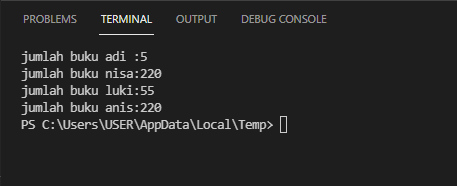 PROBLEMS TERMINAL OUTPUT DEBUG CONSOLE
jumlah buku adi :5
jumlah buku nisa:220
jumlah buku luki:55
jumlah buku anis:220
PS C:\Users\USER\AppData\Local\Temp>